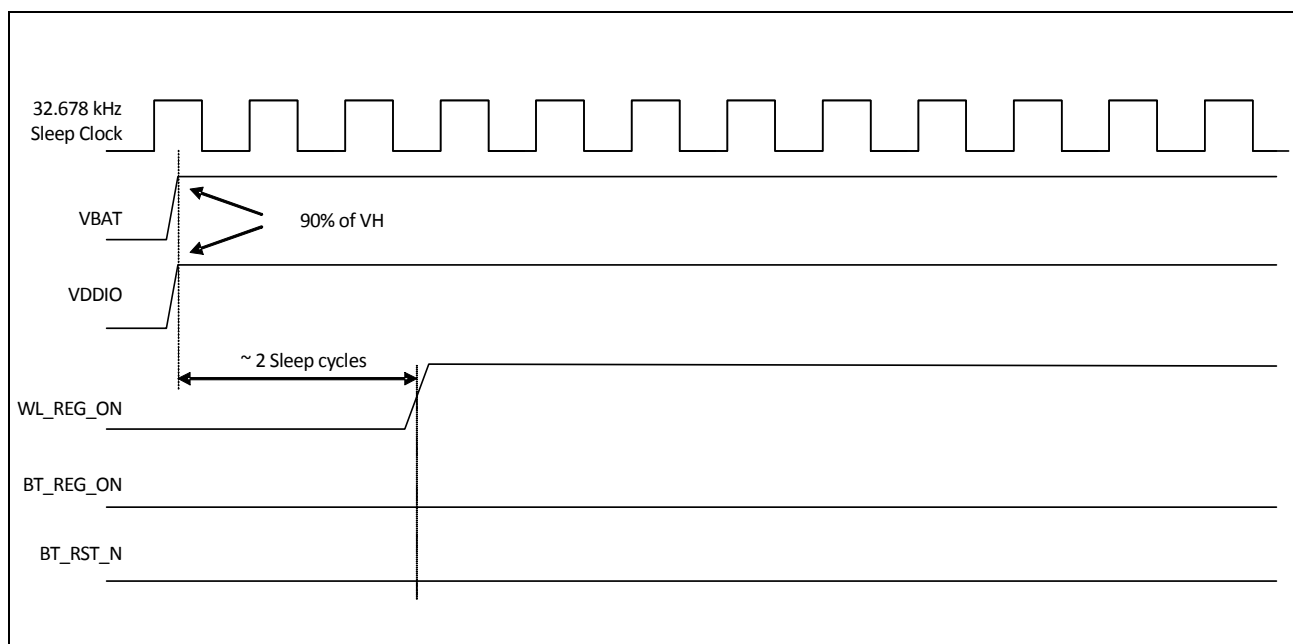 32.678 kHz
Sleep Clock
VBAT
90% of VH
VDDIO
~ 2 Sleep cycles
WL_REG_ON
BT_REG_ON
BT_RST_N